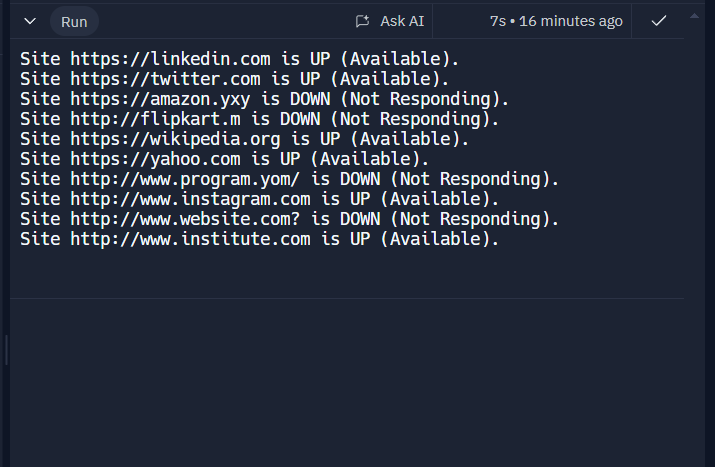 Run Ask AI 7s • 16 minutes ago
Site https://linkedin.com is UP (Available).
Site https://twitter.com is UP (Available).
Site https://amazon.yxy is DOWN (Not Responding).
Site http://flipkart.m is DOWN (Not Responding).
Site https://wikipedia.org is UP (Available).
Site https://yahoo.com is UP (Available).
Site http://www.program.yom/ is DOWN (Not Responding).
Site http://www.instagram.com is UP (Available).
Site http://www.website.com? is DOWN (Not Responding).
Site http://www.institute.com is UP (Available).